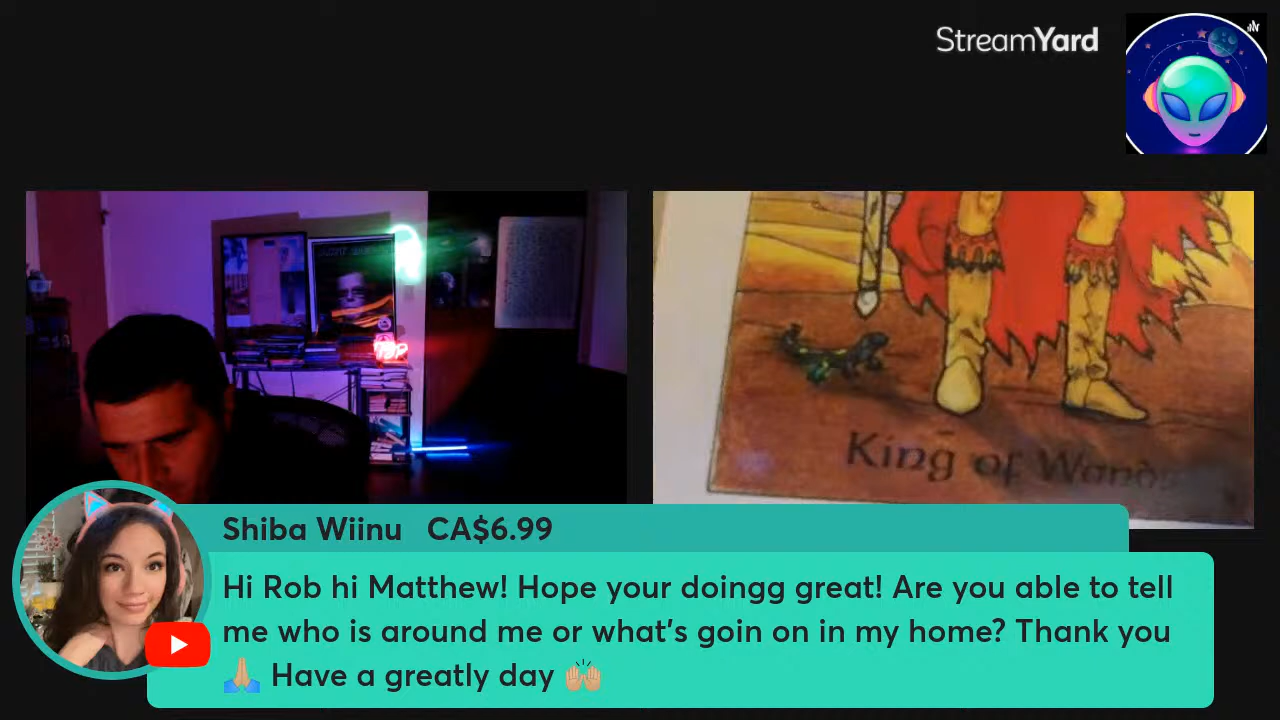 StreamYard
King of Wands
Shiba Wiinu CA$6.99
Hi Rob hi Matthew! Hope your doingg great! Are you able to tell
me who is around me or what's goin on in my home? Thank you
🙏🏼 Have a greatly day 🙌🏼